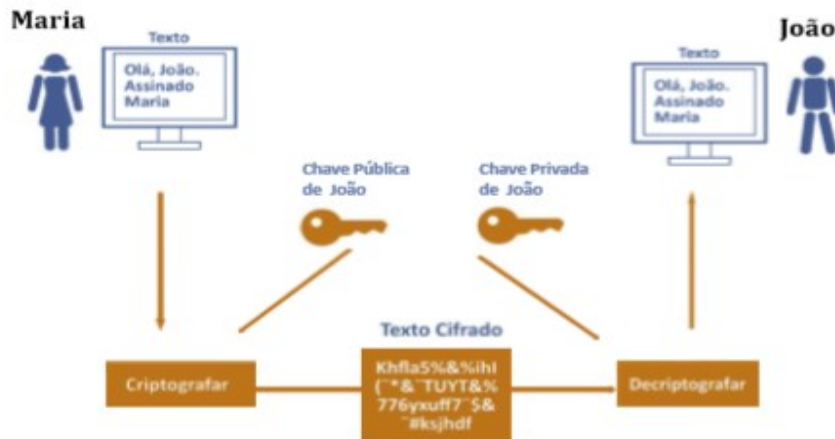 Maria
João
Texto
Olá, João.
Assinado
Maria
Texto
Olá, João.
Assinado
Maria
Chave Pública
de João
Chave Privada
de João
Texto Cifrado
Criptografar
Khfla5%&%ihI
(¨*&¨TUYT&%
776yxuff7¨$&
¨#ksjhdf
Decriptografar